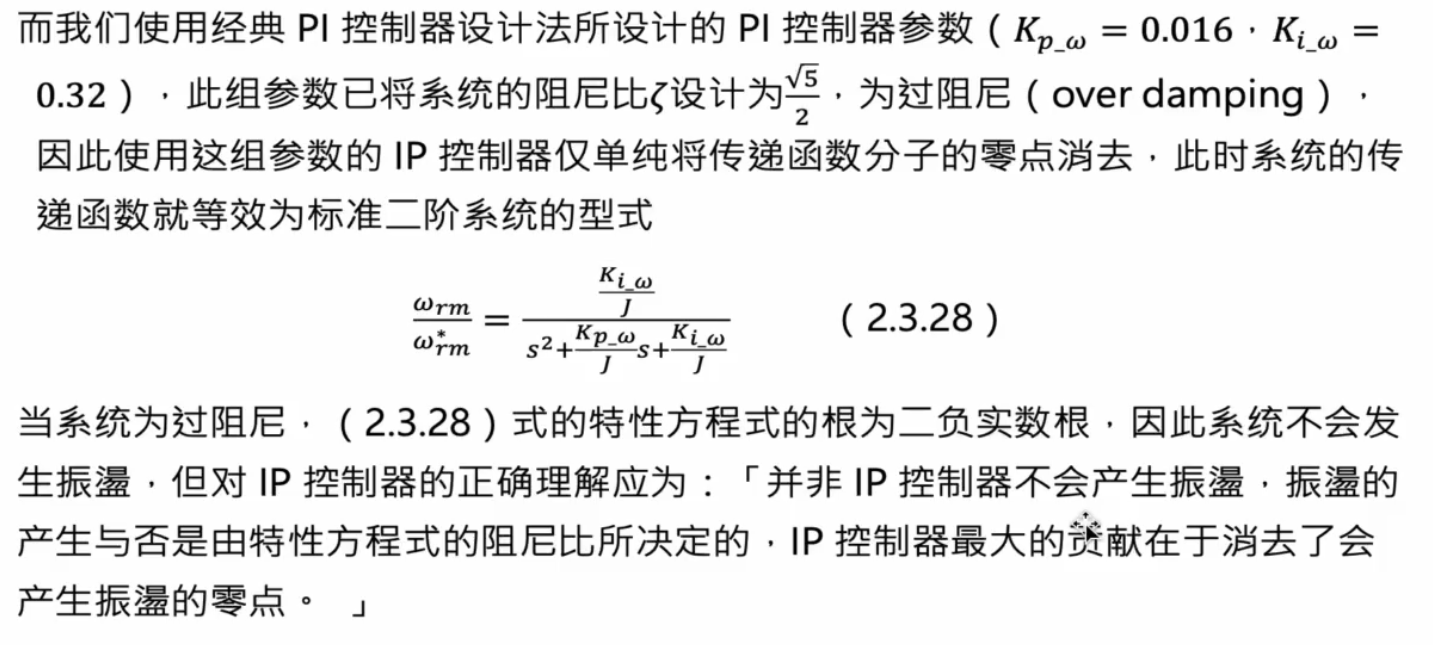 而我们使用经典 PI 控制器设计法所设计的 PI 控制器参数（$K_{p\_\omega} = 0.016$，$K_{i\_\omega} =$
$0.32$），此组参数已将系统的阻尼比$\zeta$设计为$\frac{\sqrt{5}}{2}$，为过阻尼（over damping），
因此使用这组参数的 IP 控制器仅单纯将传递函数分子的零点消去，此时系统的传
递函数就等效为标准二阶系统的型式
$\frac{\omega_{rm}}{\omega_{rm}^{*}} = \frac{\frac{K_{i\_\omega}}{J}}{s^2+\frac{K_{p\_\omega}}{J}s+\frac{K_{i\_\omega}}{J}}$ （2.3.28）
当系统为过阻尼，（2.3.28）式的特性方程式的根为二负实数根，因此系统不会发
生振盪，但对 IP 控制器的正确理解应为：「并非 IP 控制器不会产生振盪，振盪的
产生与否是由特性方程式的阻尼比所决定的，IP 控制器最大的贡献在于消去了会
产生振盪的零点。 」